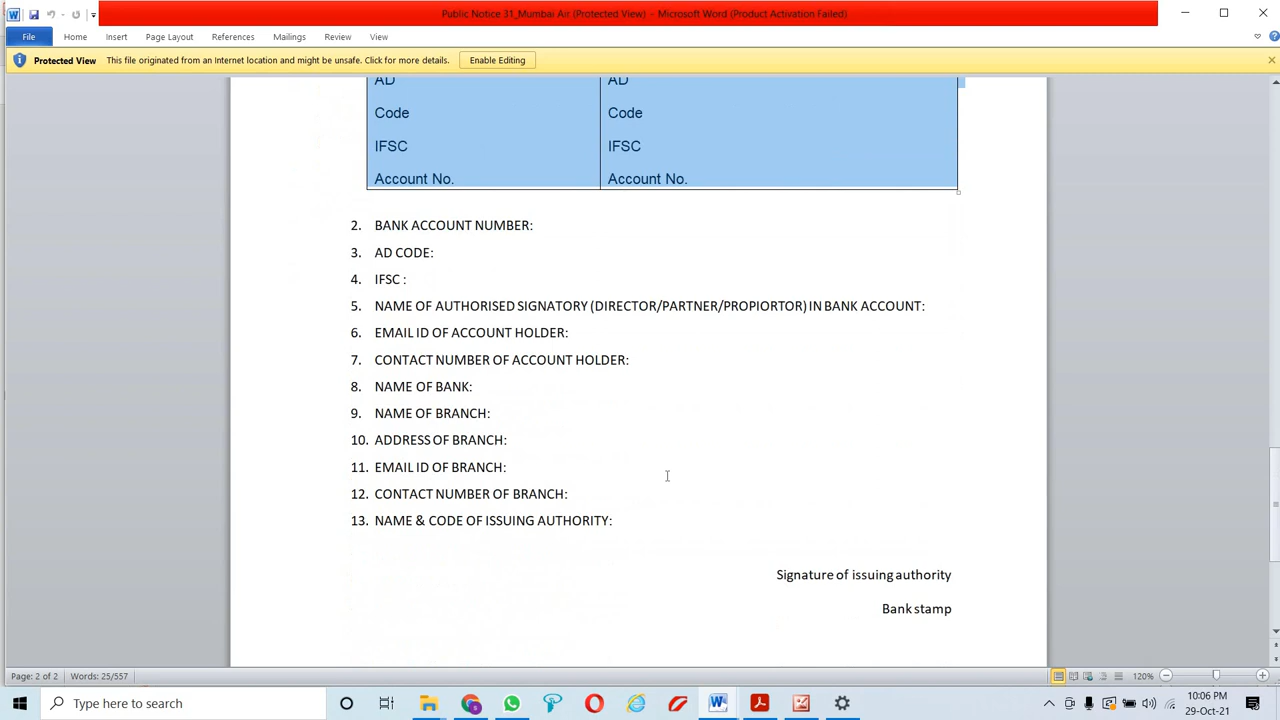 Public Notice 31_Mumbai Air (Protected View) – Microsoft Word (Product Activation Failed)
File Home Insert Page Layout References Mailings Review View
Protected View This file originated from an Internet location and might be unsafe. Click for more details. Enable Editing
AD AD
Code Code
IFSC IFSC
Account No. Account No.
2. BANK ACCOUNT NUMBER:
3. AD CODE:
4. IFSC :
5. NAME OF AUTHORISED SIGNATORY (DIRECTOR/PARTNER/PROPIORTOR) IN BANK ACCOUNT:
6. EMAIL ID OF ACCOUNT HOLDER:
7. CONTACT NUMBER OF ACCOUNT HOLDER:
8. NAME OF BANK:
9. NAME OF BRANCH:
10. ADDRESS OF BRANCH:
11. EMAIL ID OF BRANCH:
12. CONTACT NUMBER OF BRANCH:
13. NAME & CODE OF ISSUING AUTHORITY:
Signature of issuing authority
Bank stamp
Page: 2 of 2 Words: 25/557 120%
Type here to search 10:06 PM
29-Oct-21